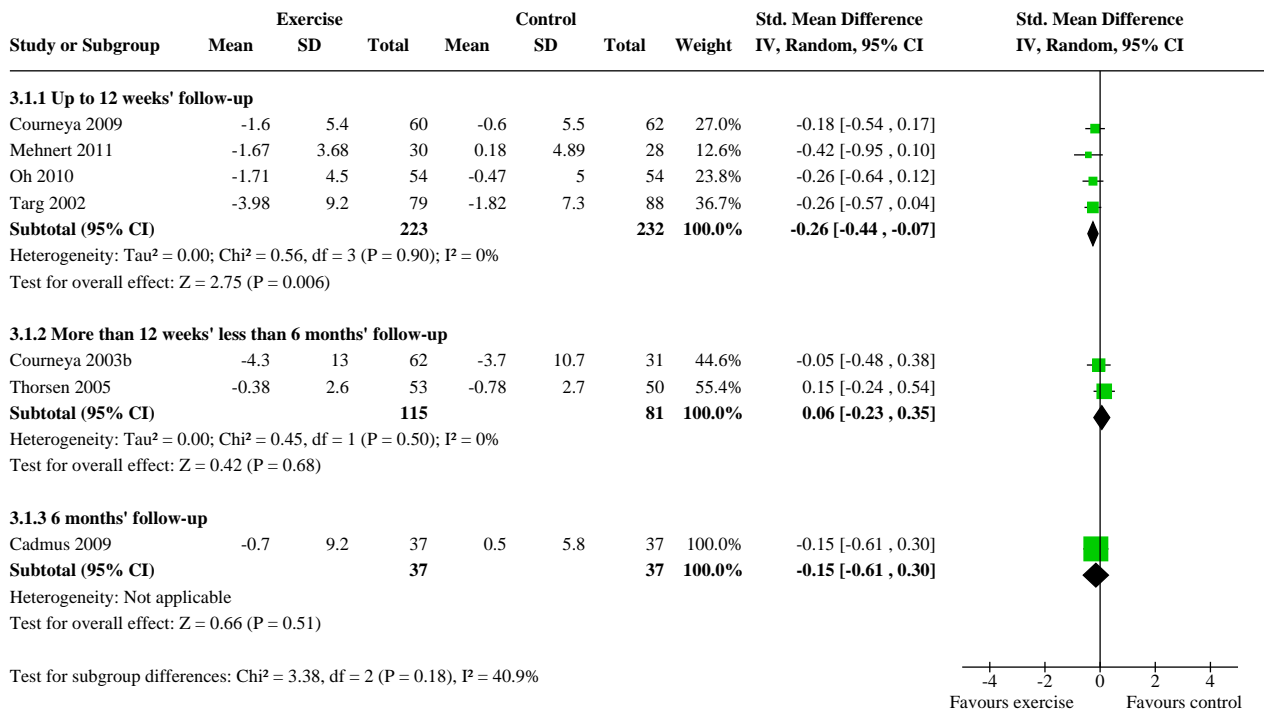 Exercise Control Std. Mean Difference Std. Mean Difference
Study or Subgroup Mean SD Total Mean SD Total Weight IV, Random, 95% CI IV, Random, 95% CI
3.1.1 Up to 12 weeks' follow-up
Courneya 2009 -1.6 5.4 60 -0.6 5.5 62 27.0% -0.18 [-0.54 , 0.17]
Mehnert 2011 -1.67 3.68 30 0.18 4.89 28 12.6% -0.42 [-0.95 , 0.10]
Oh 2010 -1.71 4.5 54 -0.47 5 54 23.8% -0.26 [-0.64 , 0.12]
Targ 2002 -3.98 9.2 79 -1.82 7.3 88 36.7% -0.26 [-0.57 , 0.04]
Subtotal (95% CI) 223 232 100.0% -0.26 [-0.44 , -0.07]
Heterogeneity: Tau² = 0.00; Chi² = 0.56, df = 3 (P = 0.90); I² = 0%
Test for overall effect: Z = 2.75 (P = 0.006)
3.1.2 More than 12 weeks' less than 6 months' follow-up
Courneya 2003b -4.3 13 62 -3.7 10.7 31 44.6% -0.05 [-0.48 , 0.38]
Thorsen 2005 -0.38 2.6 53 -0.78 2.7 50 55.4% 0.15 [-0.24 , 0.54]
Subtotal (95% CI) 115 81 100.0% 0.06 [-0.23 , 0.35]
Heterogeneity: Tau² = 0.00; Chi² = 0.45, df = 1 (P = 0.50); I² = 0%
Test for overall effect: Z = 0.42 (P = 0.68)
3.1.3 6 months' follow-up
Cadmus 2009 -0.7 9.2 37 0.5 5.8 37 100.0% -0.15 [-0.61 , 0.30]
Subtotal (95% CI) 37 37 100.0% -0.15 [-0.61 , 0.30]
Heterogeneity: Not applicable
Test for overall effect: Z = 0.66 (P = 0.51)
Test for subgroup differences: Chi² = 3.38, df = 2 (P = 0.18), I² = 40.9%
-4 -2 0 2 4
Favours exercise Favours control